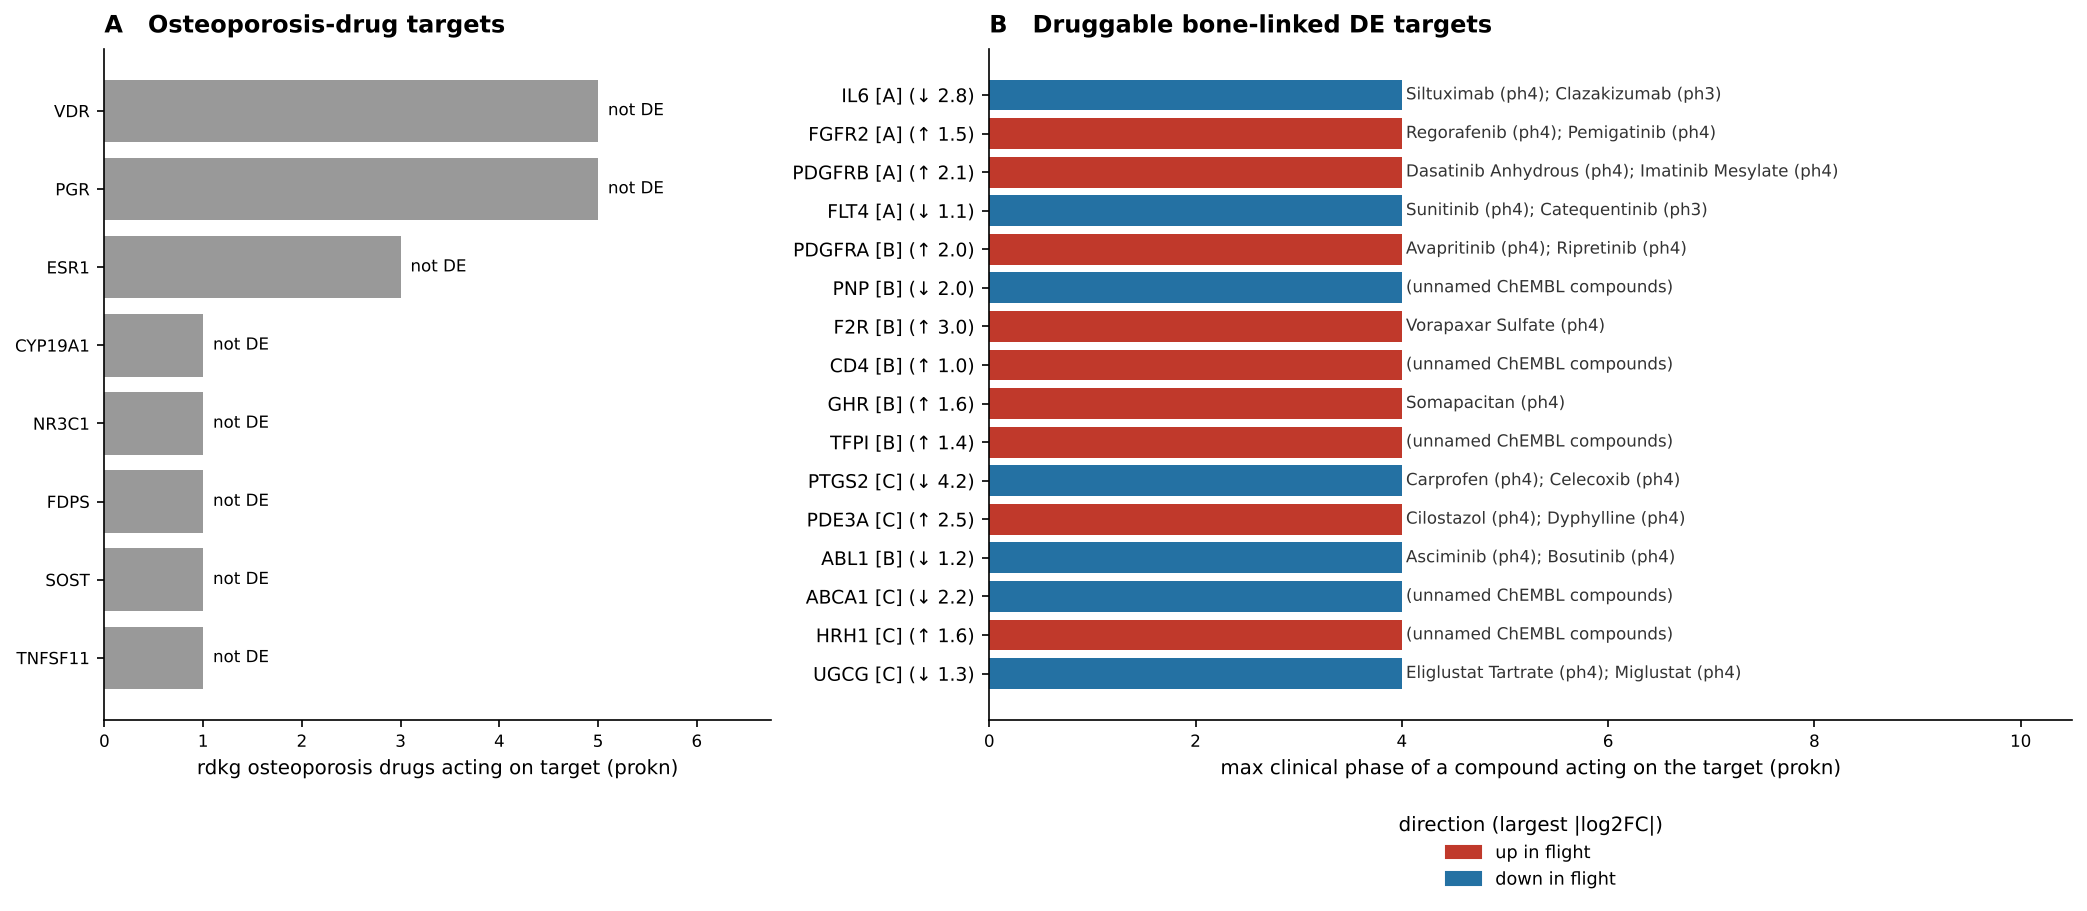 A Osteoporosis-drug targets
VDR
not DE
PGR
not DE
ESR1
not DE
CYP19A1
not DE
NR3C1
not DE
FDPS
not DE
SOST
not DE
TNFSF11
not DE
0 1 2 3 4 5 6
rdkg osteoporosis drugs acting on target (prokn)
B Druggable bone-linked DE targets
IL6 [A] (↓ 2.8) Siltuximab (ph4); Clazakizumab (ph3)
FGFR2 [A] (↑ 1.5) Regorafenib (ph4); Pemigatinib (ph4)
PDGFRB [A] (↑ 2.1) Dasatinib Anhydrous (ph4); Imatinib Mesylate (ph4)
FLT4 [A] (↓ 1.1) Sunitinib (ph4); Catequentinib (ph3)
PDGFRA [B] (↑ 2.0) Avapritinib (ph4); Ripretinib (ph4)
PNP [B] (↓ 2.0) (unnamed ChEMBL compounds)
F2R [B] (↑ 3.0) Vorapaxar Sulfate (ph4)
CD4 [B] (↑ 1.0) (unnamed ChEMBL compounds)
GHR [B] (↑ 1.6) Somapacitan (ph4)
TFPI [B] (↑ 1.4) (unnamed ChEMBL compounds)
PTGS2 [C] (↓ 4.2) Carprofen (ph4); Celecoxib (ph4)
PDE3A [C] (↑ 2.5) Cilostazol (ph4); Dyphylline (ph4)
ABL1 [B] (↓ 1.2) Asciminib (ph4); Bosutinib (ph4)
ABCA1 [C] (↓ 2.2) (unnamed ChEMBL compounds)
HRH1 [C] (↑ 1.6) (unnamed ChEMBL compounds)
UGCG [C] (↓ 1.3) Eliglustat Tartrate (ph4); Miglustat (ph4)
0 2 4 6 8 10
max clinical phase of a compound acting on the target (prokn)
direction (largest |log2FC|)
up in flight
down in flight